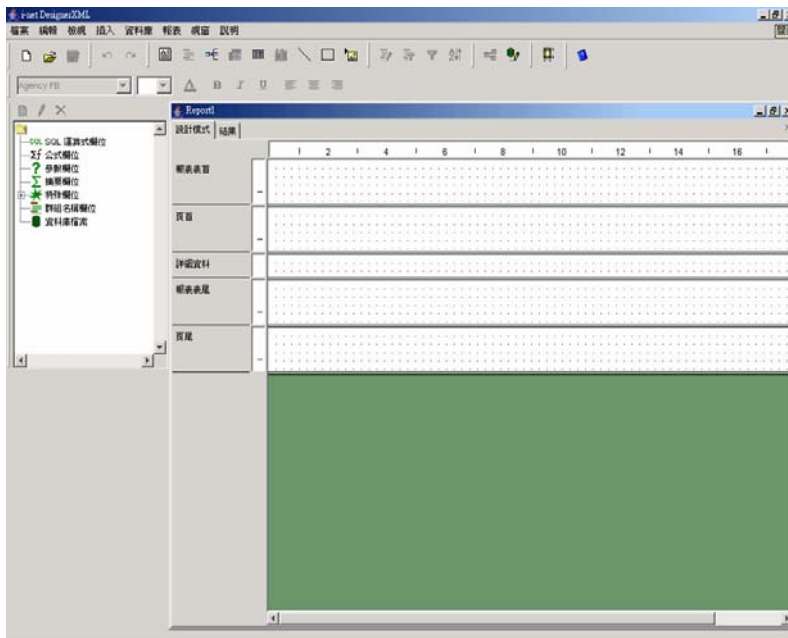 i-net DesignerXML
檔案 編輯 檢視 插入 資料庫 報表 視窗 說明
Agency FB
B I U
Report1
設計模式 結果
SQL SQL 運算式欄位
Σf 公式欄位
? 參數欄位
Σ 摘要欄位
特殊欄位
群組名稱欄位
資料庫檔案
2 4 6 8 10 12 14 16
報表表首
頁首
詳細資料
報表表尾
頁尾